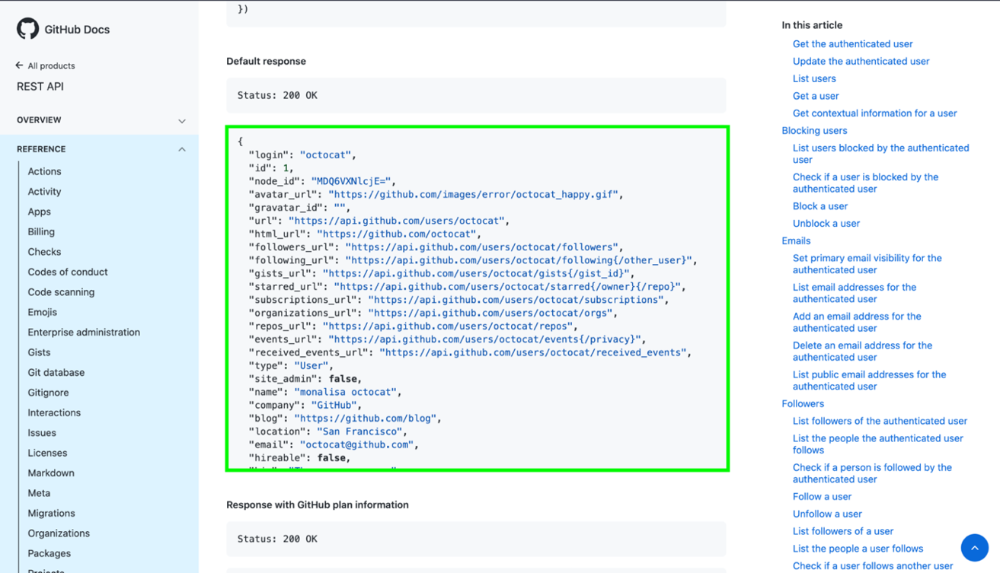 })
GitHub Docs
All products
REST API
OVERVIEW
REFERENCE
Actions
Activity
Apps
Billing
Checks
Codes of conduct
Code scanning
Emojis
Enterprise administration
Gists
Git database
Gitignore
Interactions
Issues
Licenses
Markdown
Meta
Migrations
Organizations
Packages
Default response
Status: 200 OK
{
"login": "octocat",
"id": 1,
"node_id": "MDQ6VXNlcjE=",
"avatar_url": "https://github.com/images/error/octocat_happy.gif",
"gravatar_id": "",
"url": "https://api.github.com/users/octocat",
"html_url": "https://github.com/octocat",
"followers_url": "https://api.github.com/users/octocat/followers",
"following_url": "https://api.github.com/users/octocat/following{/other_user}",
"gists_url": "https://api.github.com/users/octocat/gists{/gist_id}",
"starred_url": "https://api.github.com/users/octocat/starred{/owner}{/repo}",
"subscriptions_url": "https://api.github.com/users/octocat/subscriptions",
"organizations_url": "https://api.github.com/users/octocat/orgs",
"repos_url": "https://api.github.com/users/octocat/repos",
"events_url": "https://api.github.com/users/octocat/events{/privacy}",
"received_events_url": "https://api.github.com/users/octocat/received_events",
"type": "User",
"site_admin": false,
"name": "monalisa octocat",
"company": "GitHub",
"blog": "https://github.com/blog",
"location": "San Francisco",
"email": "octocat@github.com",
"hireable": false,
Response with GitHub plan information
Status: 200 OK
In this article
Get the authenticated user
Update the authenticated user
List users
Get a user
Get contextual information for a user
Blocking users
List users blocked by the authenticated
user
Check if a user is blocked by the
authenticated user
Block a user
Unblock a user
Emails
Set primary email visibility for the
authenticated user
List email addresses for the
authenticated user
Add an email address for the
authenticated user
Delete an email address for the
authenticated user
List public email addresses for the
authenticated user
Followers
List followers of the authenticated user
List the people the authenticated user
follows
Check if a person is followed by the
authenticated user
Follow a user
Unfollow a user
List followers of a user
List the people a user follows
Check if a user follows another user